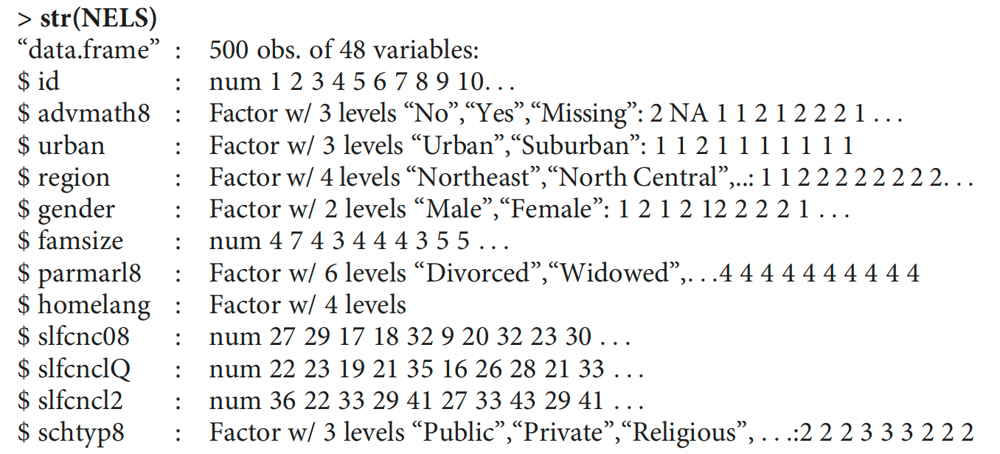 > str(NELS)
“data.frame” : 500 obs. of 48 variables:
$ id : num 1 2 3 4 5 6 7 8 9 10. . .
$ advmath8 : Factor w/ 3 levels “No”,“Yes”,“Missing”: 2 NA 1 1 2 1 2 2 2 1 . . .
$ urban : Factor w/ 3 levels “Urban”,“Suburban”: 1 1 2 1 1 1 1 1 1 1
$ region : Factor w/ 4 levels “Northeast”,“North Central”,..: 1 1 2 2 2 2 2 2 2 2. . .
$ gender : Factor w/ 2 levels “Male”,“Female”: 1 2 1 2 12 2 2 2 1 . . .
$ famsize : num 4 7 4 3 4 4 4 3 5 5 . . .
$ parmarl8 : Factor w/ 6 levels “Divorced”,“Widowed”,. . .4 4 4 4 4 4 4 4 4 4
$ homelang : Factor w/ 4 levels
$ slfcnc08 : num 27 29 17 18 32 9 20 32 23 30 . . .
$ slfcnclQ : num 22 23 19 21 35 16 26 28 21 33 . . .
$ slfcncl2 : num 36 22 33 29 41 27 33 43 29 41 . . .
$ schtyp8 : Factor w/ 3 levels “Public”,“Private”,“Religious”, . . .:2 2 2 3 3 3 2 2 2